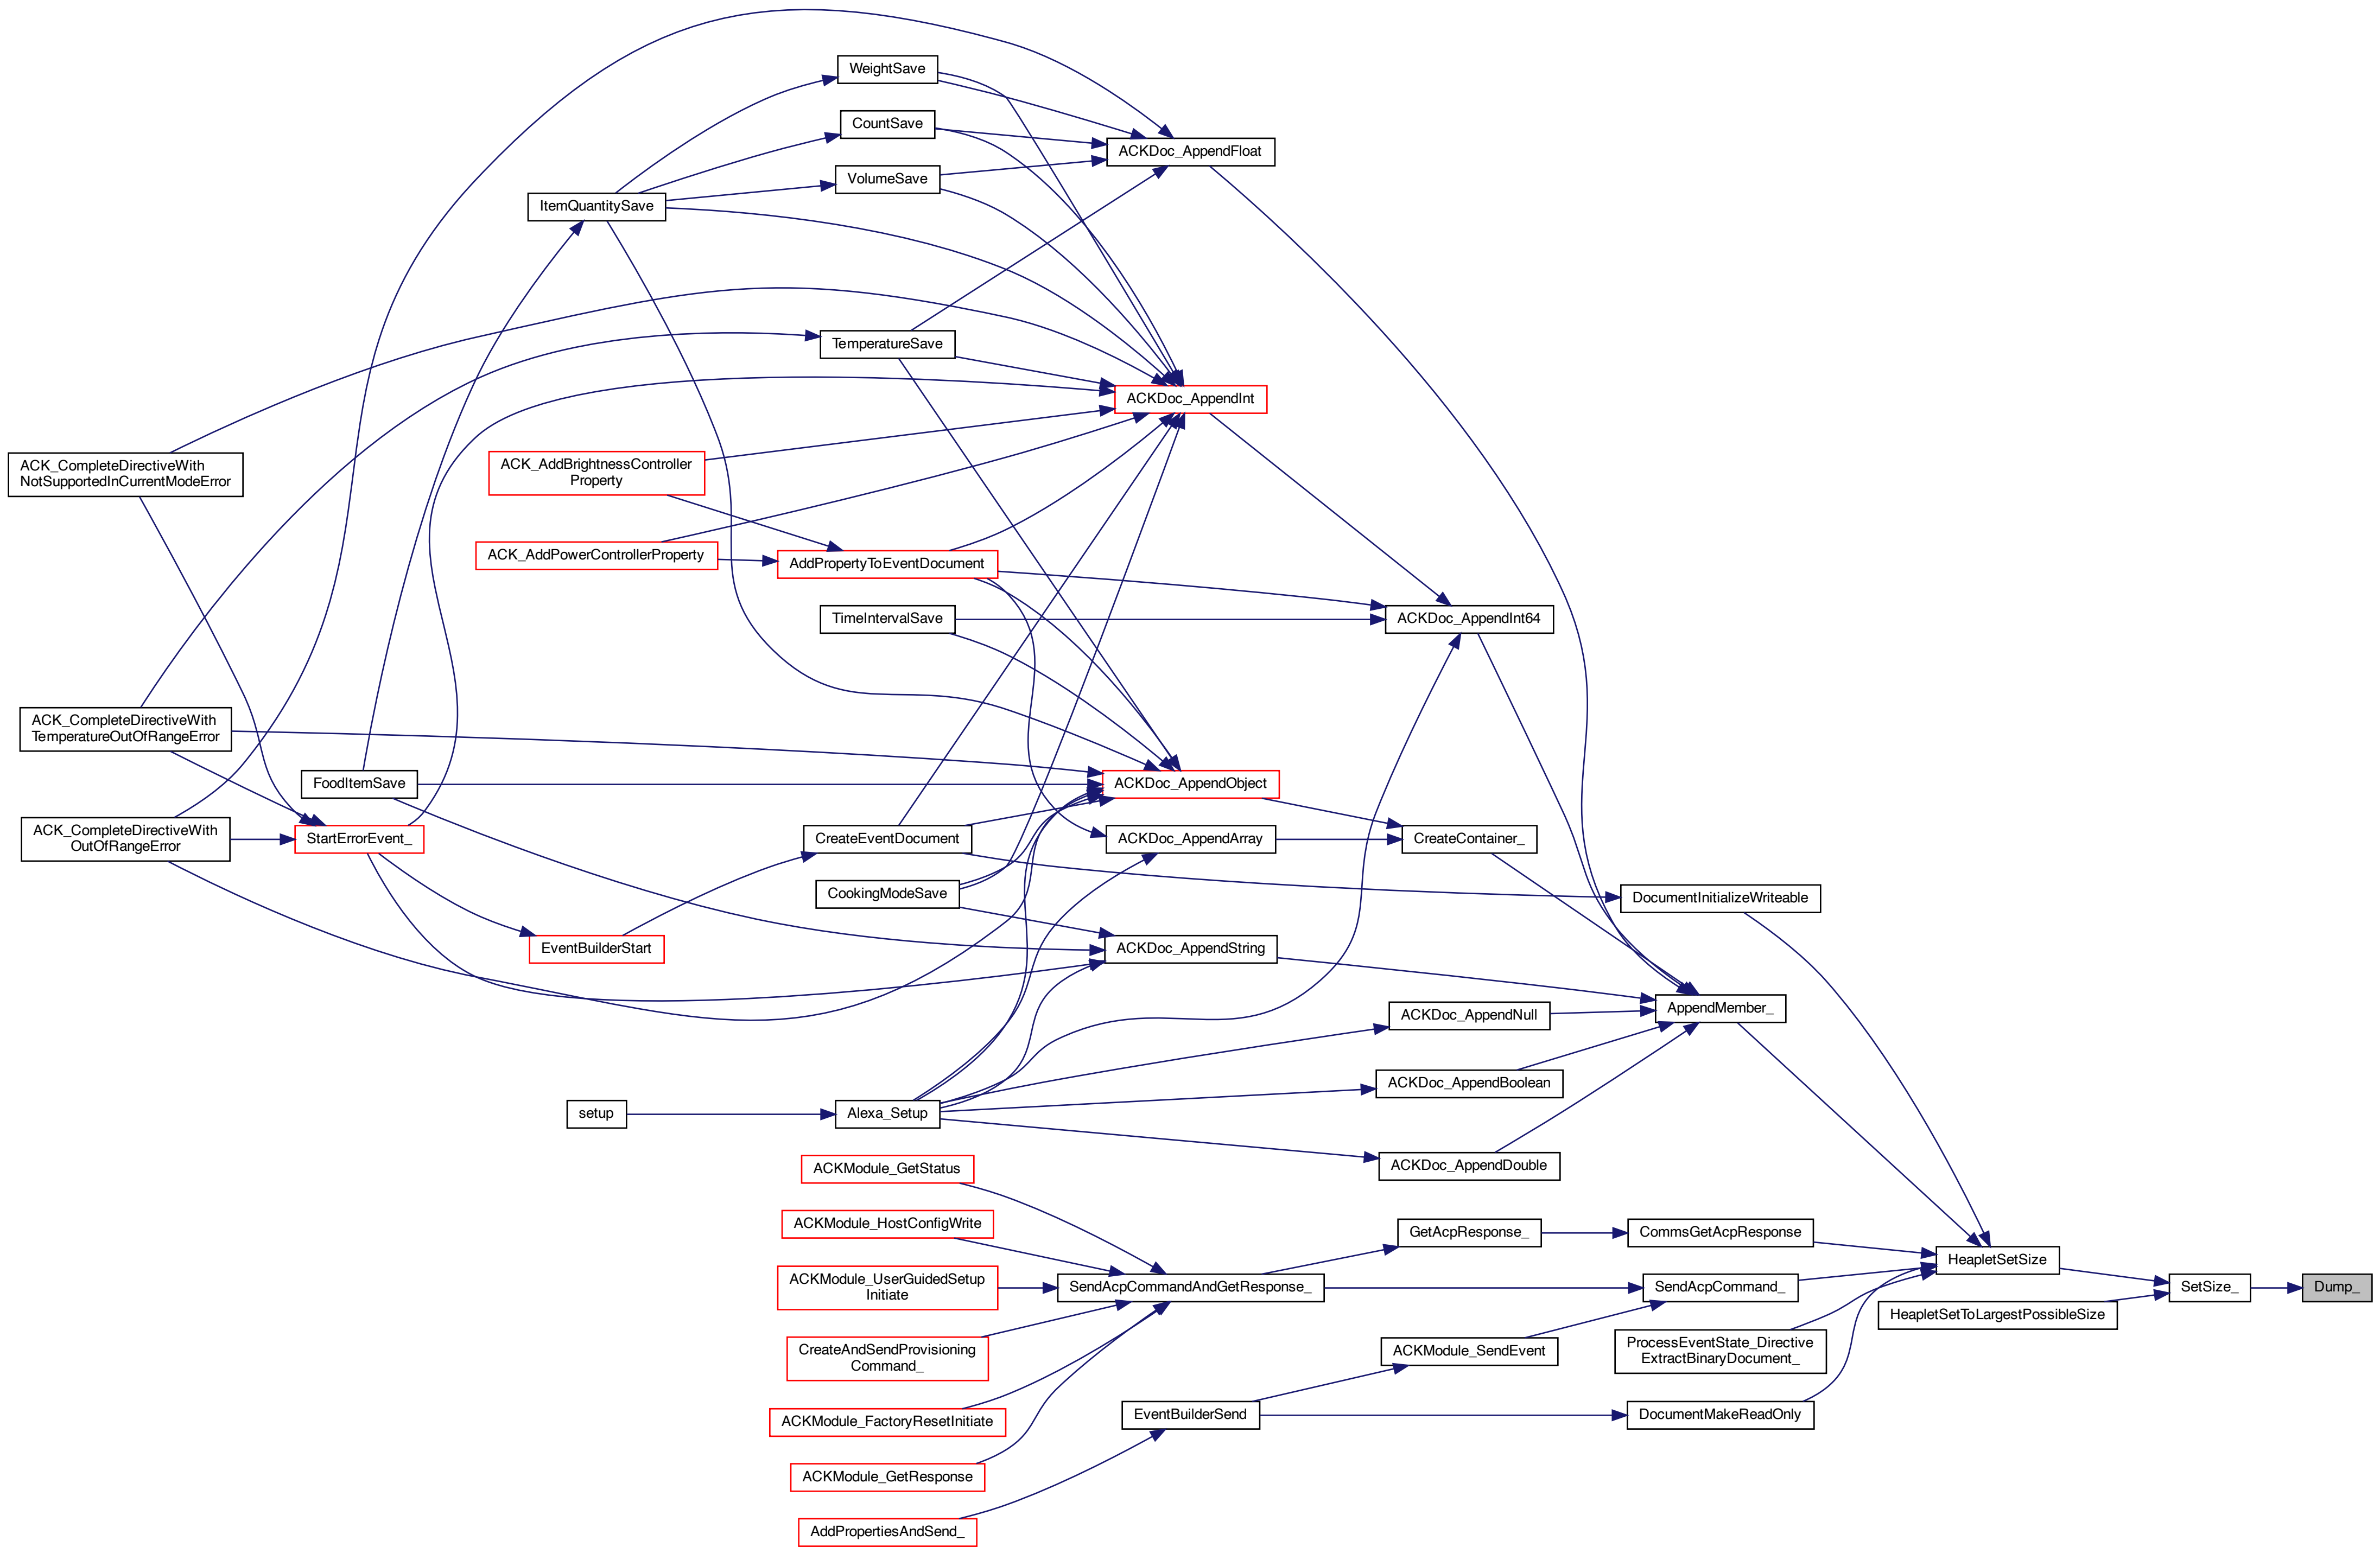 WeightSave
CountSave
ACKDoc_AppendFloat
VolumeSave
ItemQuantitySave
TemperatureSave
ACKDoc_AppendInt
ACK_CompleteDirectiveWith
NotSupportedInCurrentModeError
ACK_AddBrightnessController
Property
ACK_AddPowerControllerProperty
AddPropertyToEventDocument
TimeIntervalSave
ACKDoc_AppendInt64
ACK_CompleteDirectiveWith
TemperatureOutOfRangeError
FoodItemSave
ACKDoc_AppendObject
ACK_CompleteDirectiveWith
OutOfRangeError
StartErrorEvent_
CreateEventDocument
ACKDoc_AppendArray
CreateContainer_
CookingModeSave
DocumentInitializeWriteable
EventBuilderStart
ACKDoc_AppendString
ACKDoc_AppendNull
AppendMember_
ACKDoc_AppendBoolean
setup
Alexa_Setup
ACKDoc_AppendDouble
ACKModule_GetStatus
ACKModule_HostConfigWrite
GetAcpResponse_
CommsGetAcpResponse
HeapletSetSize
ACKModule_UserGuidedSetup
Initiate
SendAcpCommandAndGetResponse_
SendAcpCommand_
SetSize_
Dump_
HeapletSetToLargestPossibleSize
CreateAndSendProvisioning
Command_
ACKModule_SendEvent
ProcessEventState_Directive
ExtractBinaryDocument_
ACKModule_FactoryResetInitiate
EventBuilderSend
DocumentMakeReadOnly
ACKModule_GetResponse
AddPropertiesAndSend_